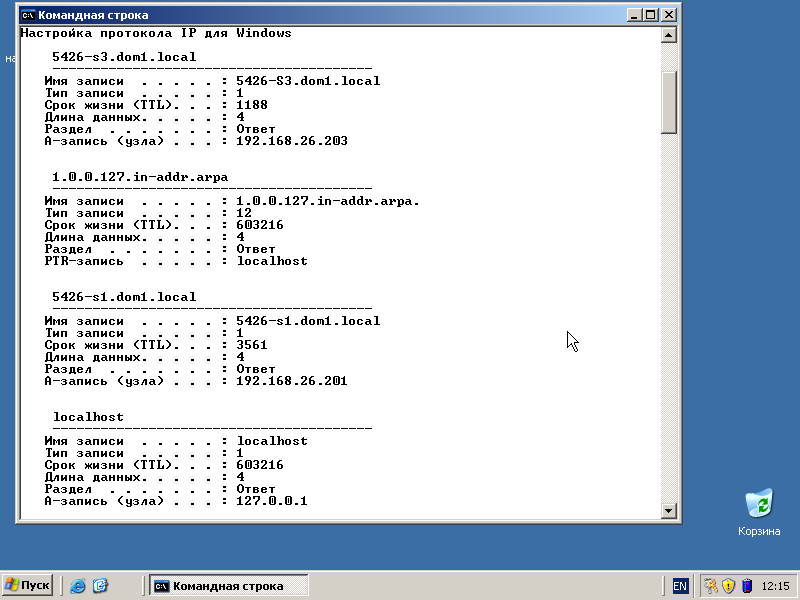 Командная строка
Настройка протокола IP для Windows
на
5426-s3.dom1.local
----------------------------------------
Имя записи . . . . . : 5426-S3.dom1.local
Тип записи . . . . . : 1
Срок жизни (TTL). . . : 1188
Длина данных. . . . . : 4
Раздел . . . . . . . : Ответ
А-запись (узла) . . . : 192.168.26.203
1.0.0.127.in-addr.arpa
----------------------------------------
Имя записи . . . . . : 1.0.0.127.in-addr.arpa.
Тип записи . . . . . : 12
Срок жизни (TTL). . . : 603216
Длина данных. . . . . : 4
Раздел . . . . . . . : Ответ
PTR-запись . . . . . : localhost
5426-s1.dom1.local
----------------------------------------
Имя записи . . . . . : 5426-s1.dom1.local
Тип записи . . . . . : 1
Срок жизни (TTL). . . : 3561
Длина данных. . . . . : 4
Раздел . . . . . . . : Ответ
А-запись (узла) . . . : 192.168.26.201
localhost
----------------------------------------
Имя записи . . . . . : localhost
Тип записи . . . . . : 1
Срок жизни (TTL). . . : 603216
Длина данных. . . . . : 4
Раздел . . . . . . . : Ответ
А-запись (узла) . . . : 127.0.0.1
Корзина
Пуск
Командная строка
EN
12:15